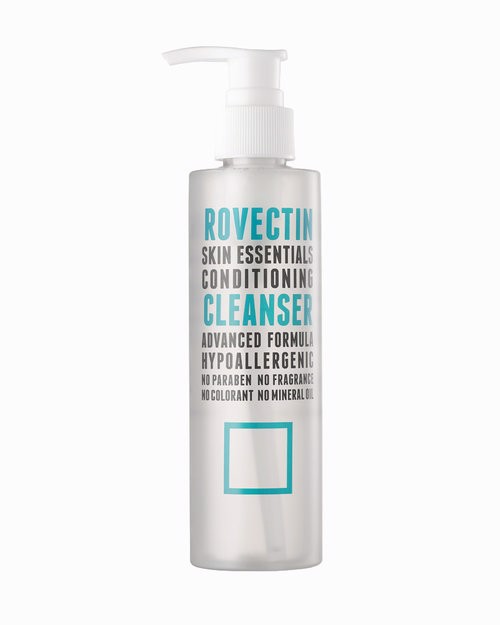 ROVECTIN
SKIN ESSENTIALS
CONDITIONING
CLEANSER
ADVANCED FORMULA
HYPOALLERGENIC
NO PARABEN NO FRAGRANCE
NO COLORANT NO MINERAL OIL